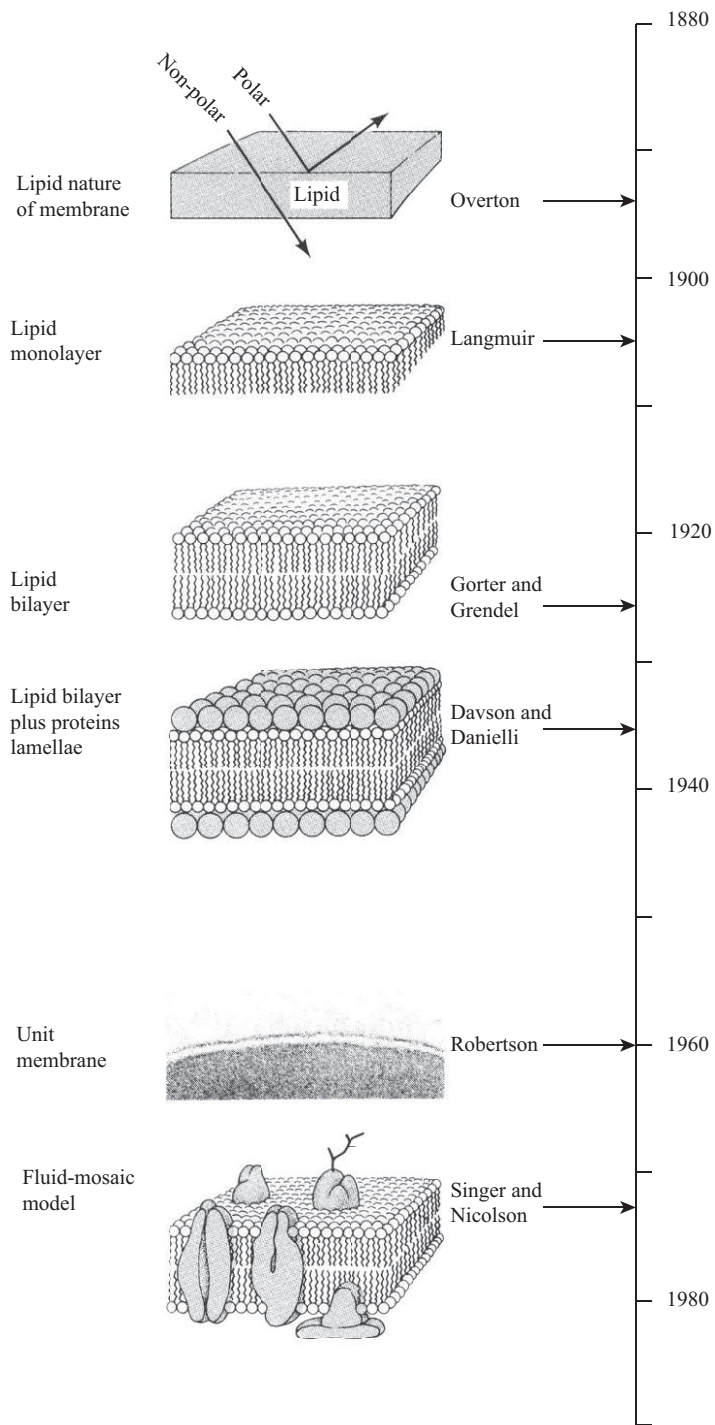 1880
Non-polar
Polar
Lipid nature
of membrane
Lipid
Overton
1900
Lipid
monolayer
Langmuir
1920
Lipid
bilayer
Gorter and
Grendel
Lipid bilayer
plus proteins
lamellae
Davson and
Danielli
1940
Unit
membrane
Robertson
1960
Fluid-mosaic
model
Singer and
Nicolson
1980